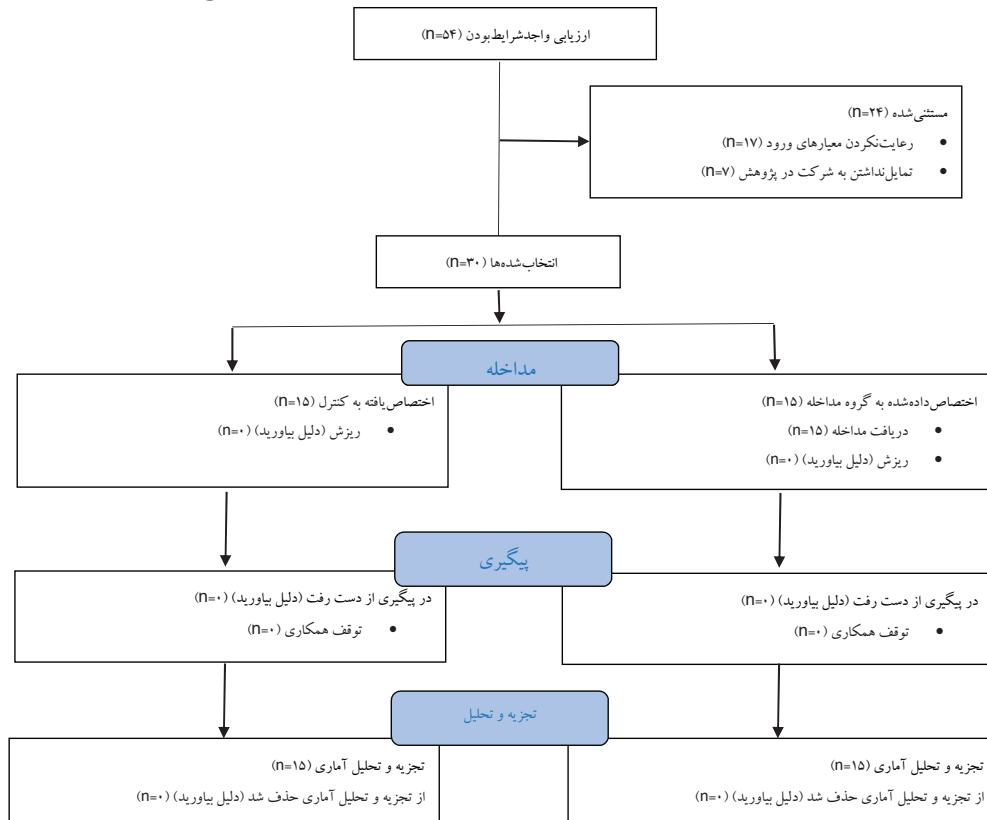 ارزیابی واجدشرایط‌بودن (n=۵۴)
مستثنی‌شده (n=۲۴)
• رعایت‌نکردن معیارهای ورود (n=۱۷)
• تمایل‌نداشتن به شرکت در پژوهش (n=۷)
انتخاب‌شده‌ها (n=۳۰)
مداخله
اختصاص‌داده‌شده به گروه مداخله (n=۱۵)
• دریافت مداخله (n=۱۵)
• ریزش (دلیل بیاورید) (n=۰)
اختصاص‌یافته به کنترل (n=۱۵)
• ریزش (دلیل بیاورید) (n=۰)
پیگیری
در پیگیری از دست رفت (دلیل بیاورید) (n=۰)
• توقف همکاری (n=۰)
در پیگیری از دست رفت (دلیل بیاورید) (n=۰)
• توقف همکاری (n=۰)
تجزیه و تحلیل
تجزیه و تحلیل آماری (n=۱۵)
از تجزیه و تحلیل آماری حذف شد (دلیل بیاورید) (n=۰)
تجزیه و تحلیل آماری (n=۱۵)
از تجزیه و تحلیل آماری حذف شد (دلیل بیاورید) (n=۰)